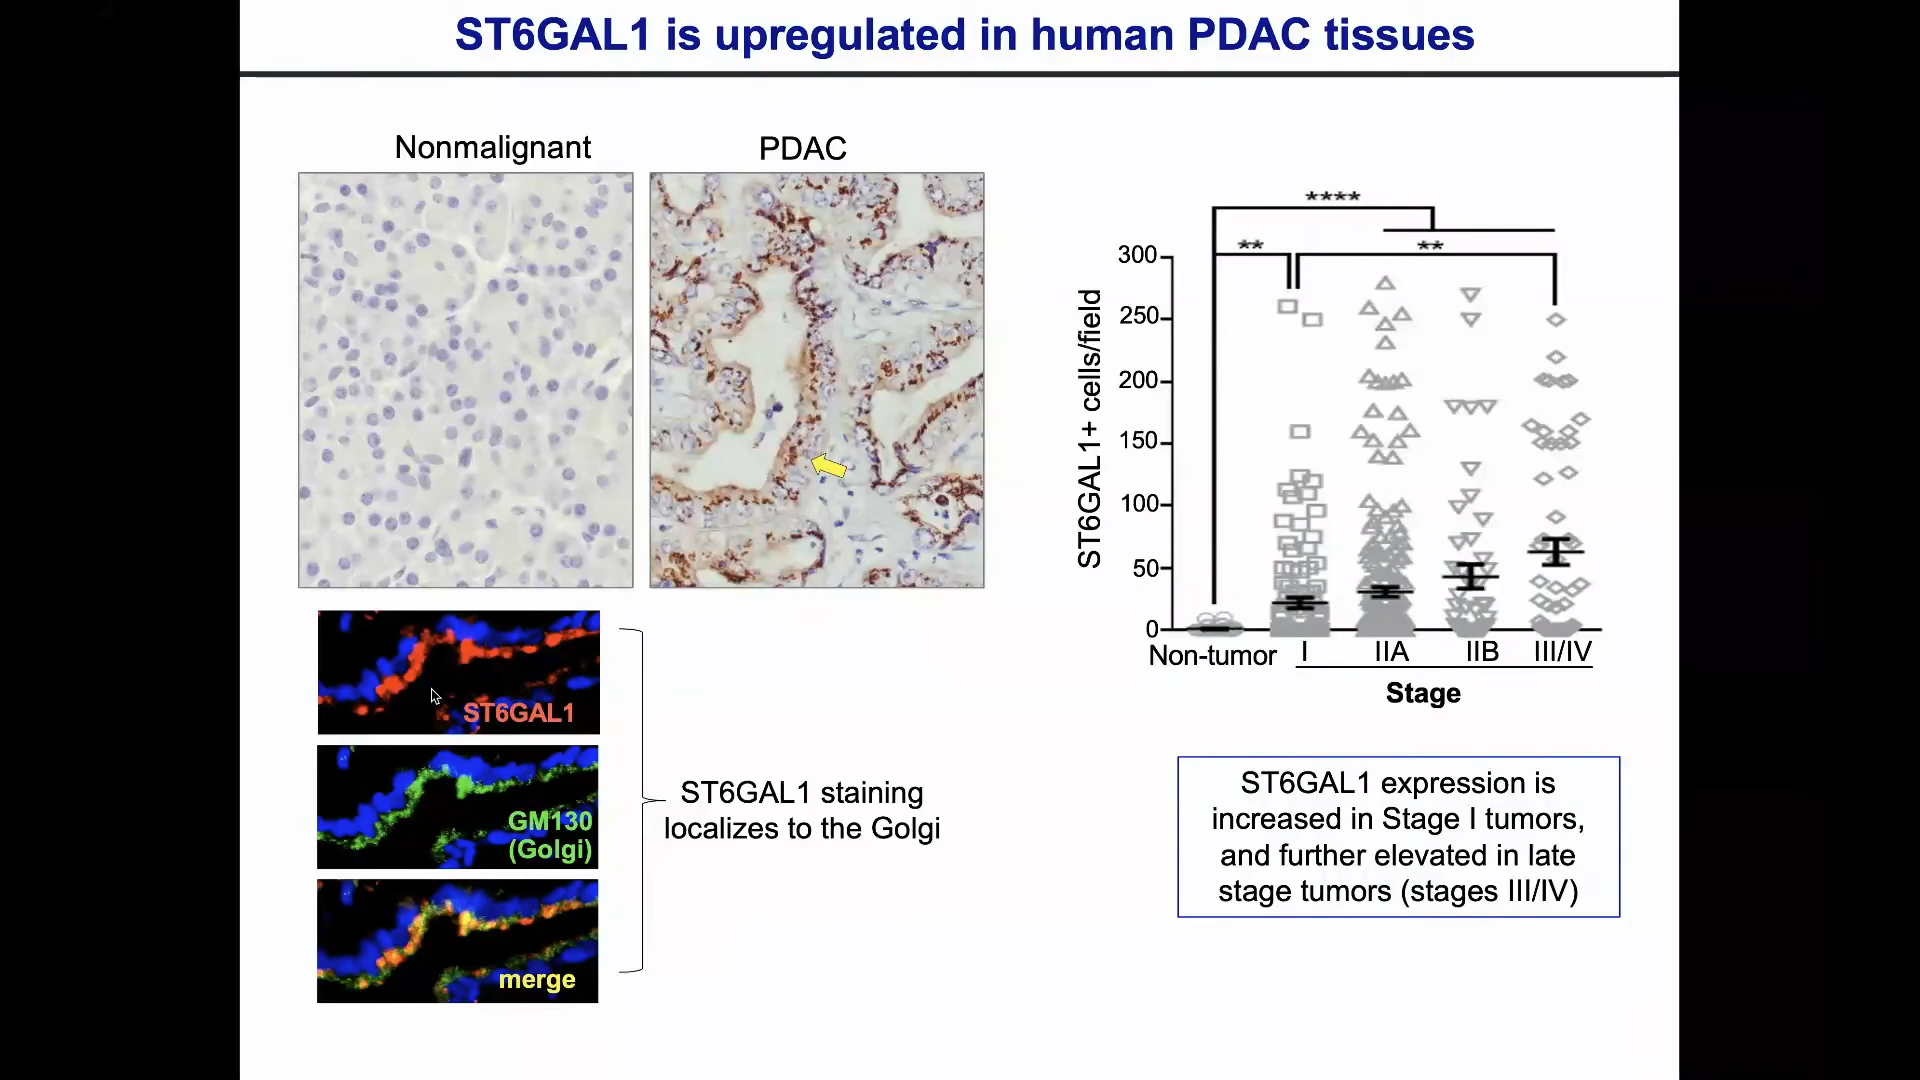 ST6GAL1 is upregulated in human PDAC tissues
Nonmalignant
PDAC
ST6GAL1
GM130
(Golgi)
merge
ST6GAL1 staining
localizes to the Golgi
****
**
**
ST6GAL1+ cells/field
300
250
200
150
100
50
0
Non-tumor
I
IIA
IIB
III/IV
Stage
ST6GAL1 expression is
increased in Stage I tumors,
and further elevated in late
stage tumors (stages III/IV)